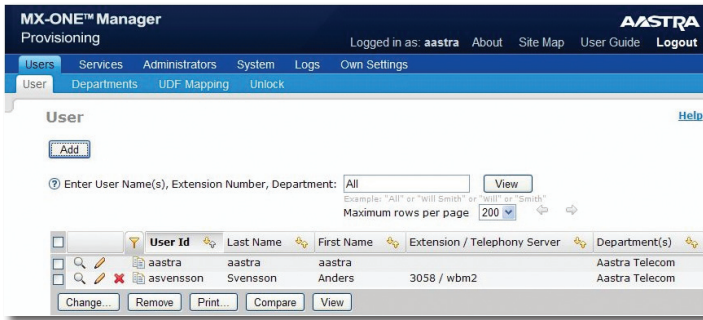 MX-ONE™ Manager
AASTRA
Provisioning
Logged in as: aastra About Site Map User Guide Logout
Users Services Administrators System Logs Own Settings
User Departments UDF Mapping Unlock
User
Help
Add
? Enter User Name(s), Extension Number, Department: All View
Example: "All" or "Will Smith" or "Will" or "Smith"
Maximum rows per page 200
User Id Last Name First Name Extension / Telephony Server Department(s)
aastra aastra aastra Aastra Telecom
asvensson Svensson Anders 3058 / wbm2 Aastra Telecom
Change... Remove Print... Compare View